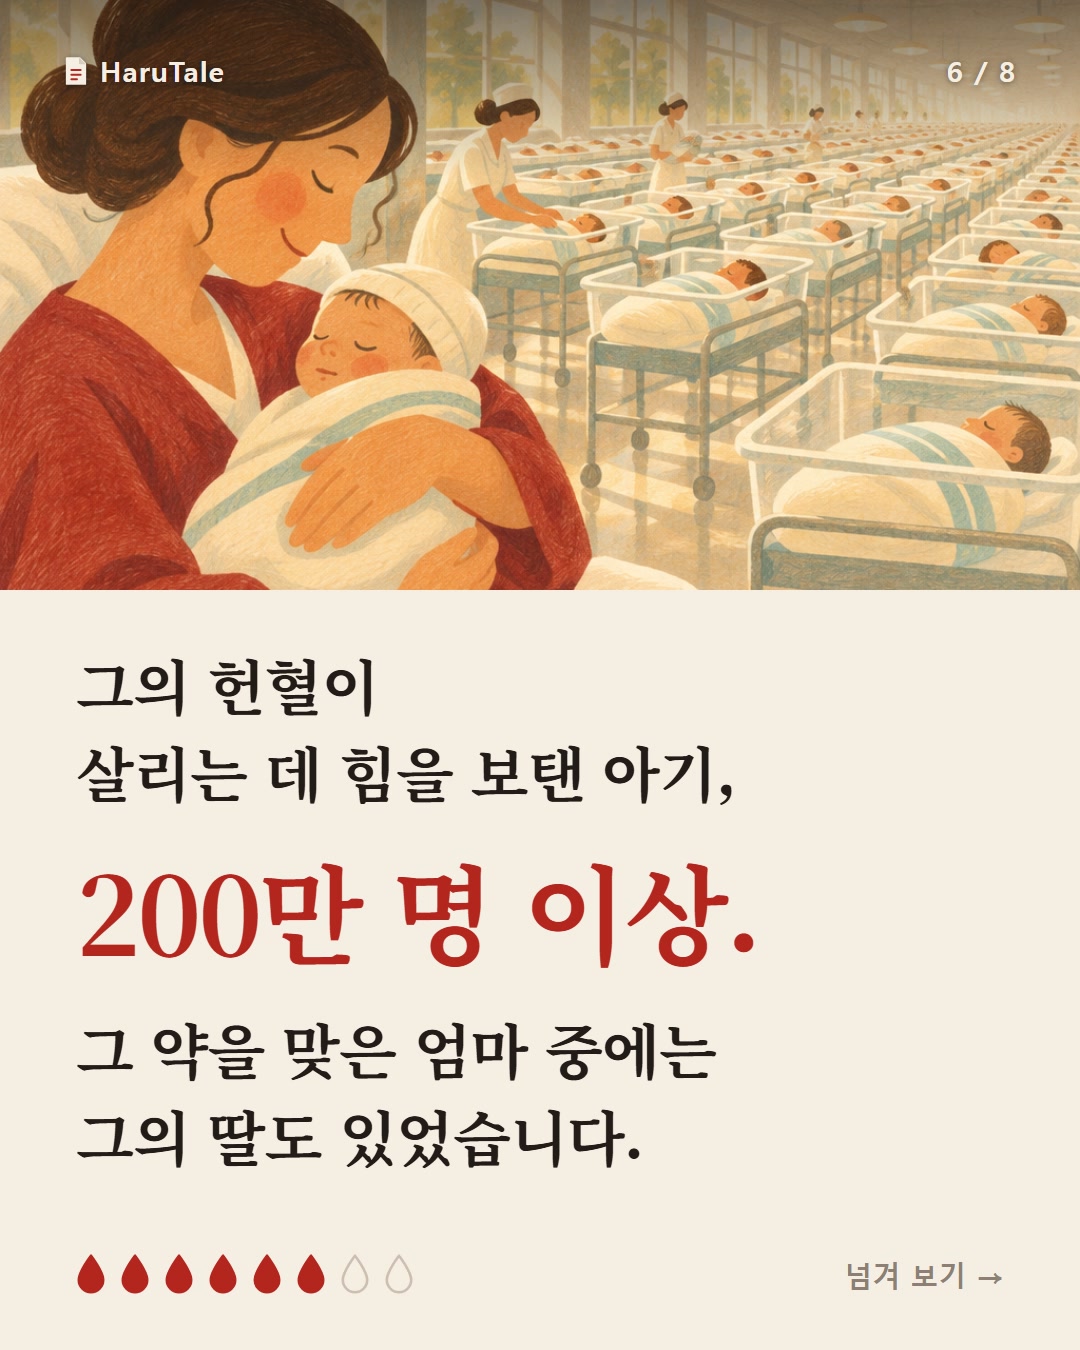 HaruTale
6 / 8
그의 헌혈이
살리는 데 힘을 보탠 아기,
200만 명 이상.
그 약을 맞은 엄마 중에는
그의 딸도 있었습니다.
넘겨 보기 →